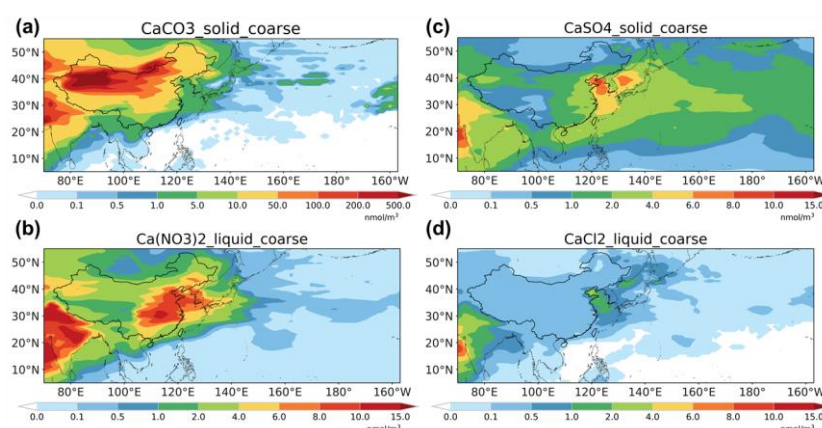 (a) CaCO3_solid_coarse
50°N
40°N
30°N
20°N
10°N
80°E 100°E 120°E 140°E 160°E 180° 160°W
0.0 0.1 0.5 1.0 5.0 10.0 50.0 100.0 200.0 500.0
nmol/m³
(b) Ca(NO3)2_liquid_coarse
50°N
40°N
30°N
20°N
10°N
80°E 100°E 120°E 140°E 160°E 180° 160°W
0.0 0.1 0.5 1.0 2.0 4.0 6.0 8.0 10.0 15.0
nmol/m³
(c) CaSO4_solid_coarse
50°N
40°N
30°N
20°N
10°N
80°E 100°E 120°E 140°E 160°E 180° 160°W
0.0 0.1 0.5 1.0 2.0 4.0 6.0 8.0 10.0 15.0
nmol/m³
(d) CaCl2_liquid_coarse
50°N
40°N
30°N
20°N
10°N
80°E 100°E 120°E 140°E 160°E 180° 160°W
0.0 0.1 0.5 1.0 2.0 4.0 6.0 8.0 10.0 15.0
nmol/m³